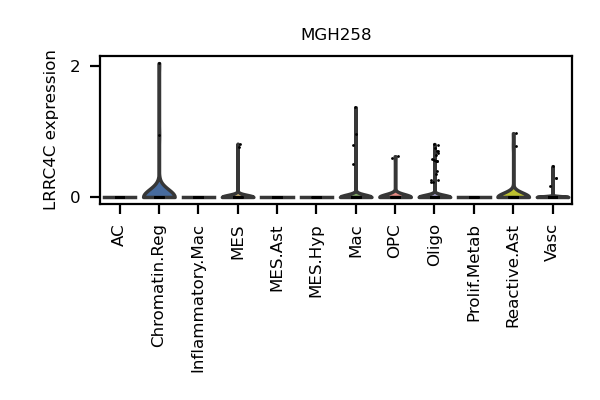 MGH258
LRRC4C expression
2
0
AC
Chromatin.Reg
Inflammatory.Mac
MES
MES.Ast
MES.Hyp
Mac
OPC
Oligo
Prolif.Metab
Reactive.Ast
Vasc